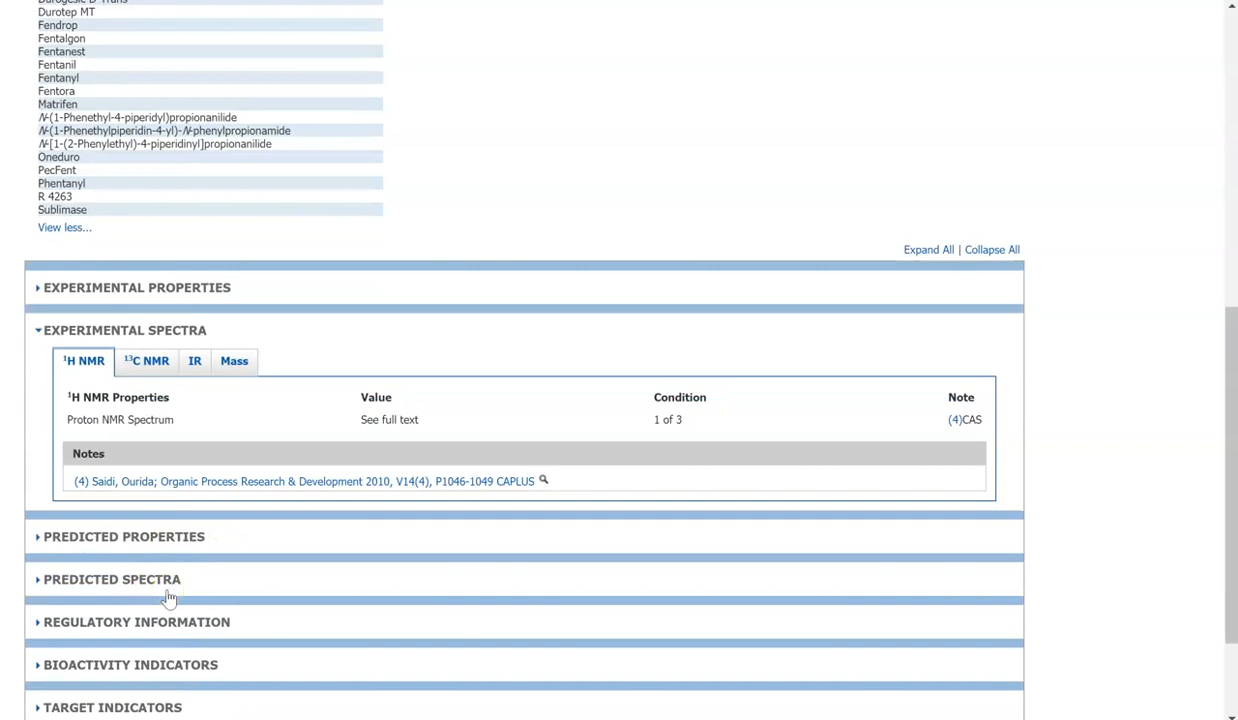 Durogesic D-Trans
Durotep MT
Fendrop
Fentalgon
Fentanest
Fentanil
Fentanyl
Fentora
Matrifen
N-(1-Phenethyl-4-piperidyl)propionanilide
N-(1-Phenethylpiperidin-4-yl)-N-phenylpropionamide
N-[1-(2-Phenylethyl)-4-piperidinyl]propionanilide
Oneduro
PecFent
Phentanyl
R 4263
Sublimase
View less...
Expand All | Collapse All
EXPERIMENTAL PROPERTIES
EXPERIMENTAL SPECTRA
¹H NMR ¹³C NMR IR Mass
¹H NMR Properties Value Condition Note
Proton NMR Spectrum See full text 1 of 3 (4)CAS
Notes
(4) Saidi, Ourida; Organic Process Research & Development 2010, V14(4), P1046-1049 CAPLUS
PREDICTED PROPERTIES
PREDICTED SPECTRA
REGULATORY INFORMATION
BIOACTIVITY INDICATORS
TARGET INDICATORS